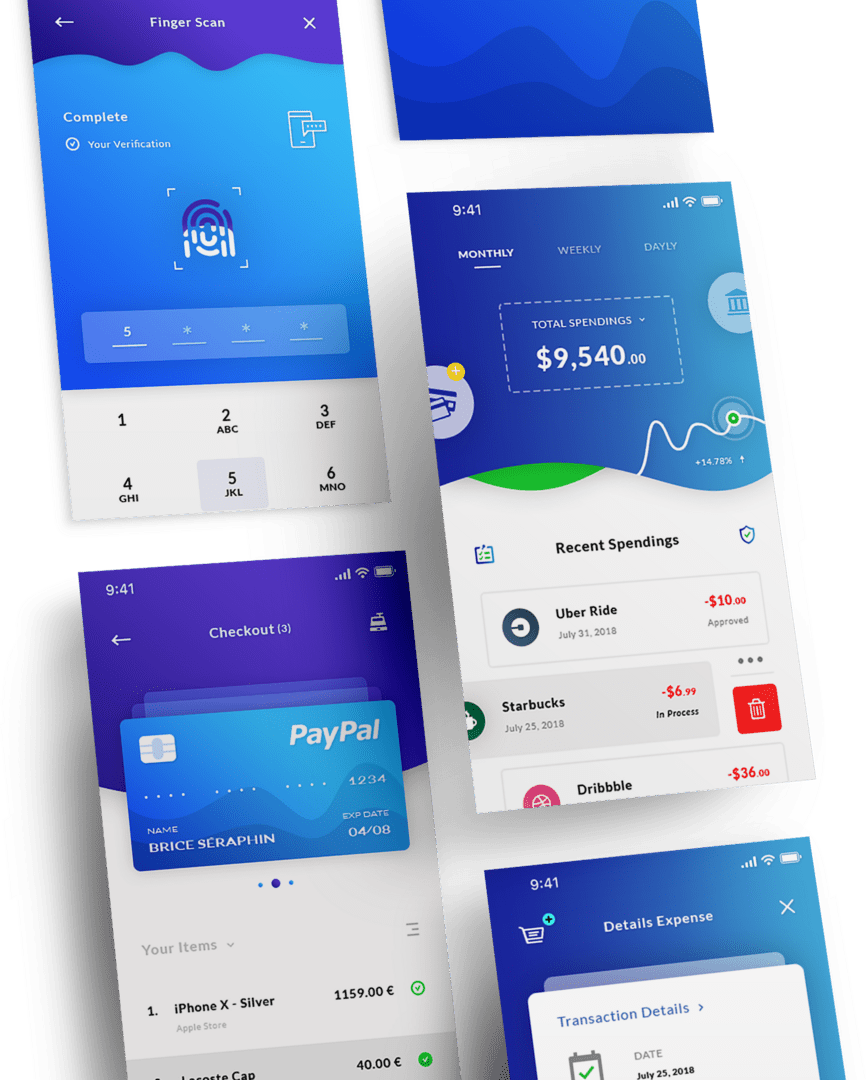 Finger Scan
Complete
Your Verification
5 * * *
1
2
ABC
3
DEF
4
GHI
5
JKL
6
MNO
9:41
MONTHLY WEEKLY DAYLY
TOTAL SPENDINGS
$9,540.00
+14.78%
Recent Spendings
Uber Ride -$10.00
July 31, 2018 Approved
Starbucks -$6.99
July 25, 2018 In Process
Dribbble -$36.00
9:41
Checkout (3)
PayPal
1234
NAME EXP DATE
BRICE SERAPHIN 04/08
Your Items
1. iPhone X - Silver 1159.00 €
Apple Store
Lacoste Cap 40.00 €
9:41
Details Expense
Transaction Details >
DATE
July 25, 2018